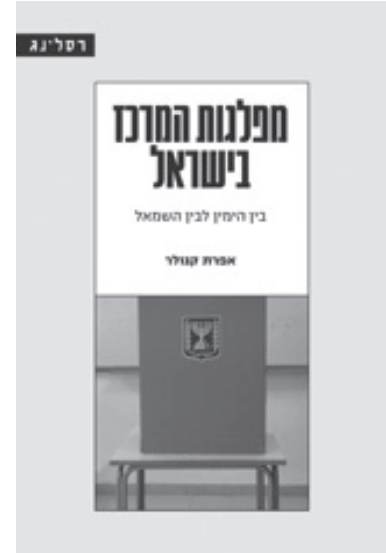 רסלינג
מפלגות המרכז
בישראל
בין הימין לבין השמאל
אפרת קנולר